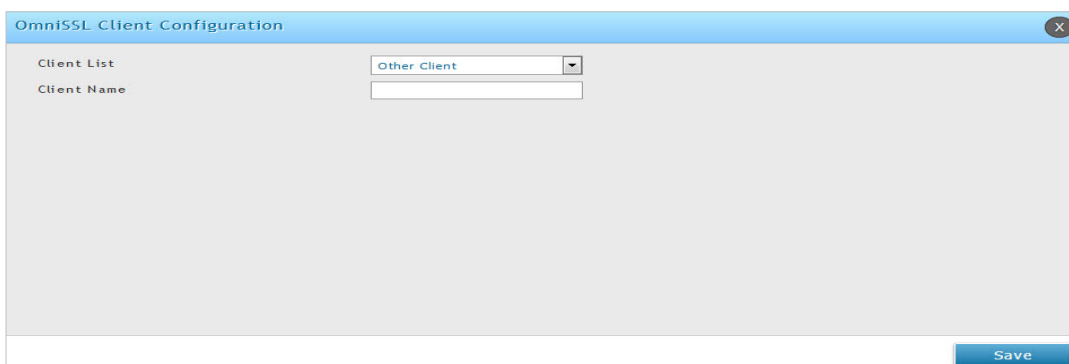 OmniSSL Client Configuration
X
Client List
Other Client
Client Name
Save